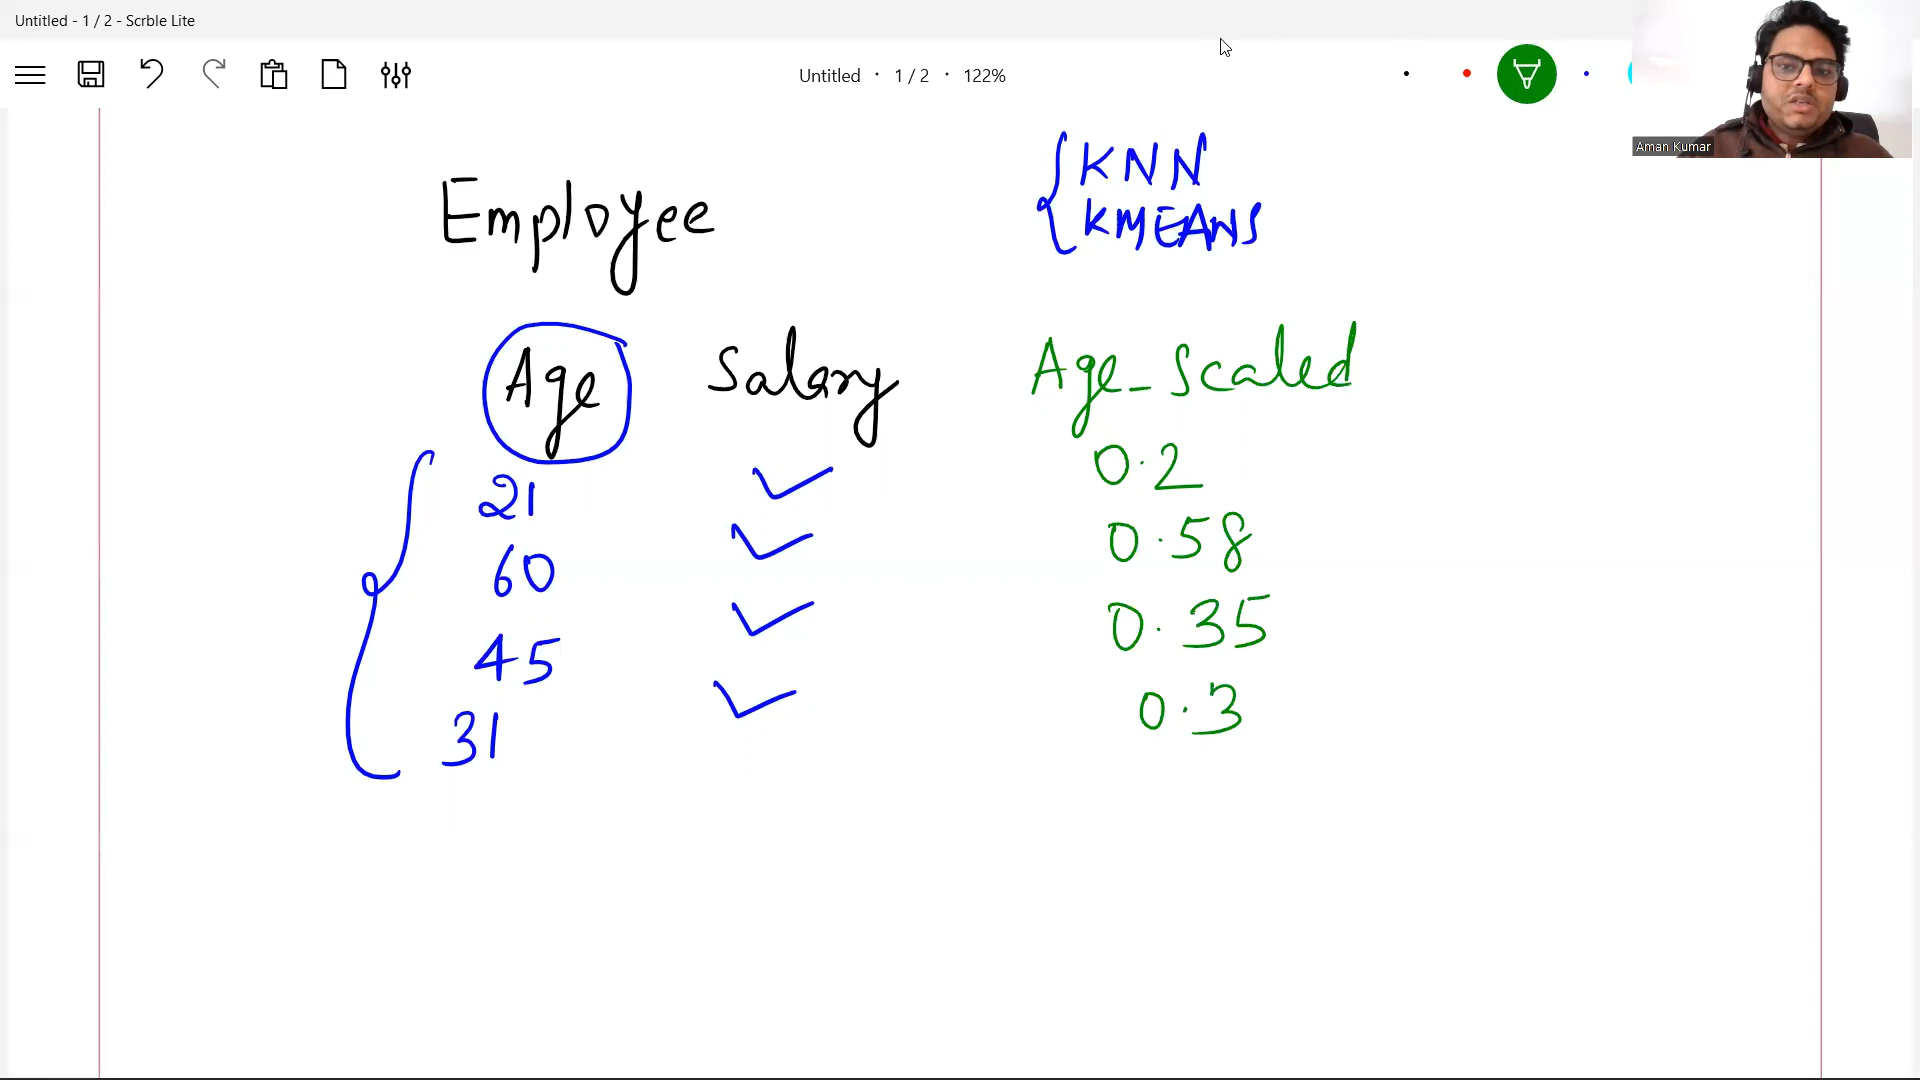 Untitled - 1 / 2 - Scrble Lite
Untitled · 1 / 2 · 122%
Aman Kumar
KNN
KMEANS
Employee
Age Salary Age_Scaled
21 0.2
60 0.58
45 0.35
31 0.3